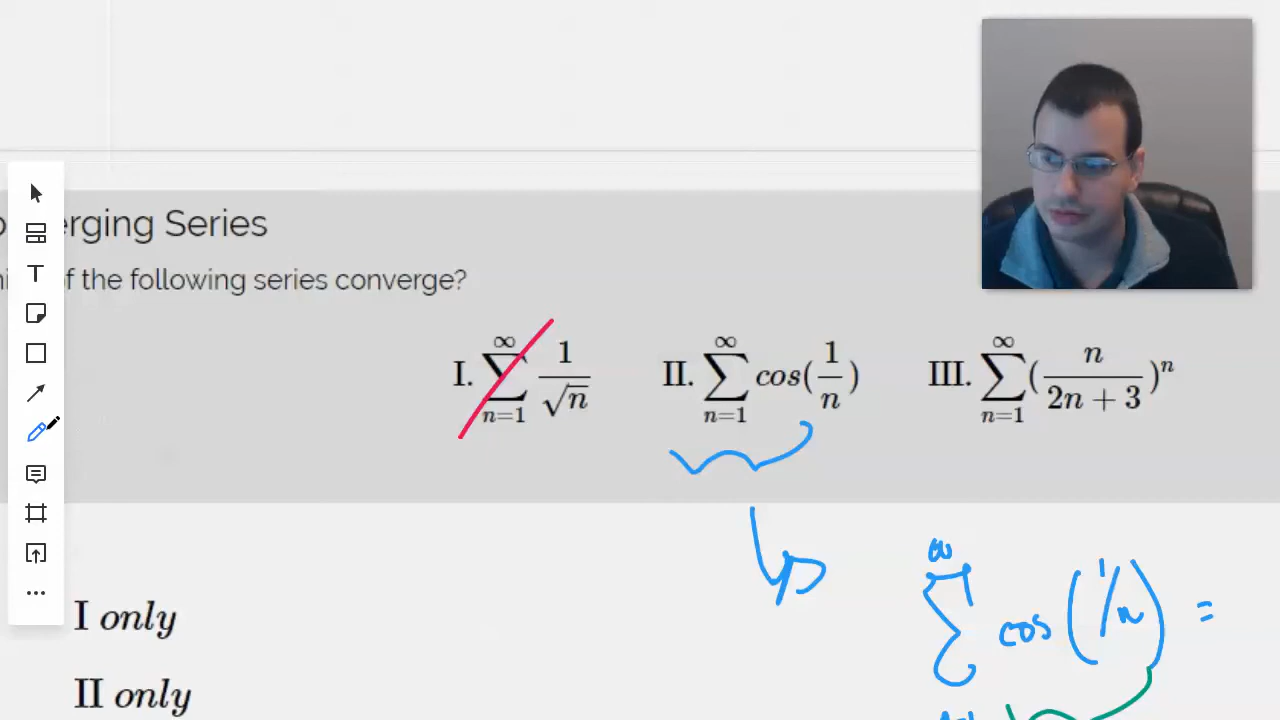 erging Series
of the following series converge?
I. ∑_{n=1}^{∞} 1/√n II. ∑_{n=1}^{∞} cos(1/n) III. ∑_{n=1}^{∞} (n/(2n + 3))^n
∑^{∞} cos(1/n) =
I only
II only